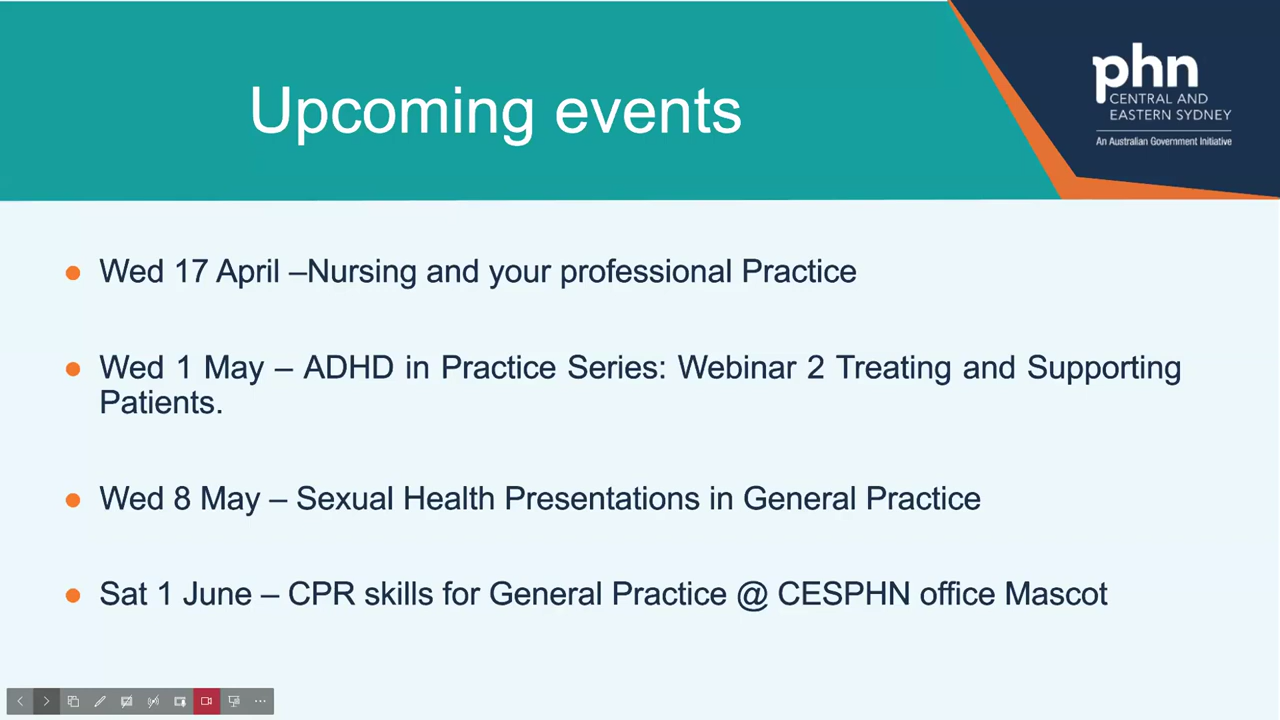 Upcoming events
phn
CENTRAL AND
EASTERN SYDNEY
An Australian Government Initiative
Wed 17 April –Nursing and your professional Practice
Wed 1 May – ADHD in Practice Series: Webinar 2 Treating and Supporting
Patients.
Wed 8 May – Sexual Health Presentations in General Practice
Sat 1 June – CPR skills for General Practice @ CESPHN office Mascot